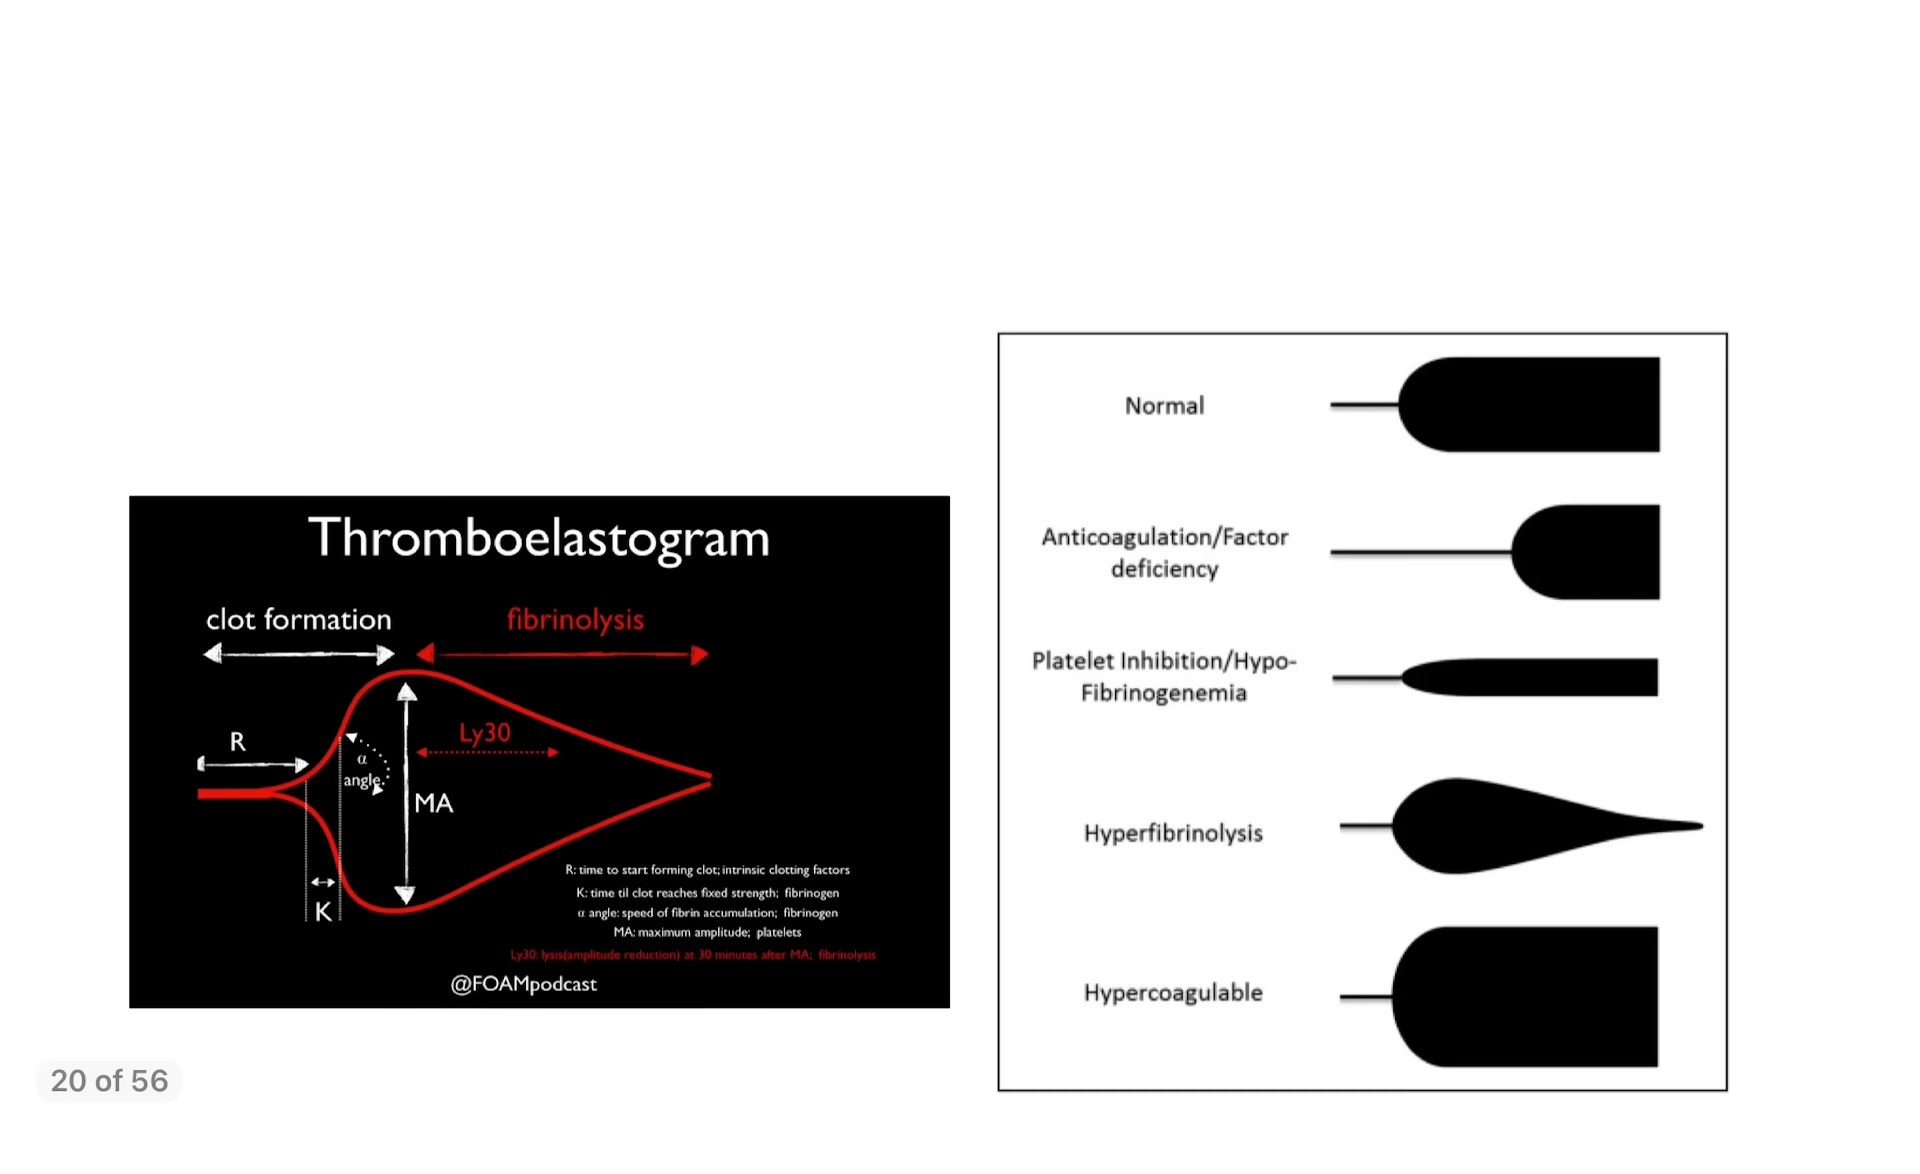 Thromboelastogram
clot formation
fibrinolysis
R
Ly30
α
angle
MA
K
R: time to start forming clot; intrinsic clotting factors
K: time til clot reaches fixed strength; fibrinogen
α angle: speed of fibrin accumulation; fibrinogen
MA: maximum amplitude; platelets
Ly30: lysis(amplitude reduction) at 30 minutes after MA; fibrinolysis
@FOAMpodcast
Normal
Anticoagulation/Factor
deficiency
Platelet Inhibition/Hypo-
Fibrinogenemia
Hyperfibrinolysis
Hypercoagulable
20 of 56